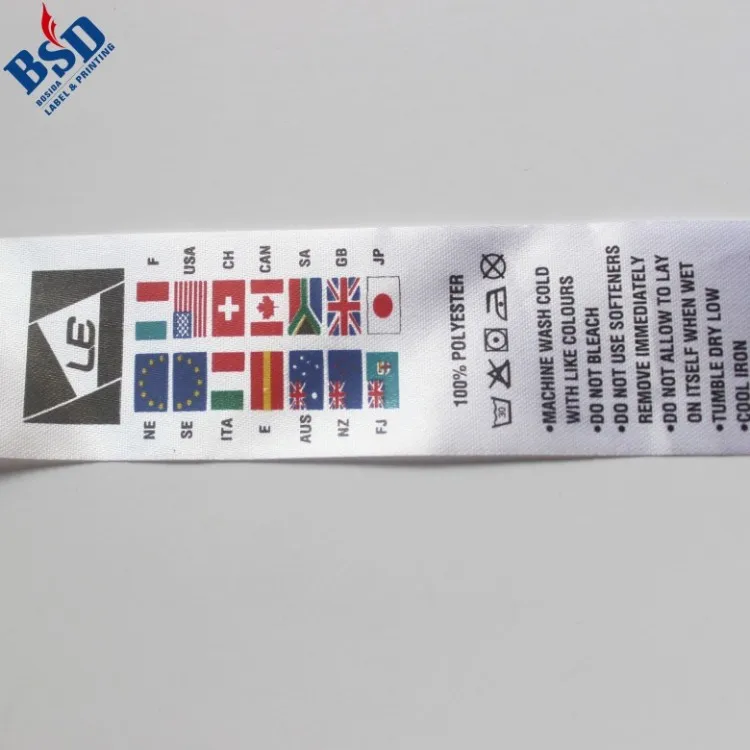 BSD
BOSIDA
LABEL & PRINTING
LE
NE F
SE USA
ITA CH
E CAN
AUS SA
NZ GB
FJ JP
100% POLYESTER
30
•MACHINE WASH COLD
WITH LIKE COLOURS
•DO NOT BLEACH
•DO NOT USE SOFTENERS
REMOVE IMMEDIATELY
•DO NOT ALLOW TO LAY
ON ITSELF WHEN WET
•TUMBLE DRY LOW
•COOL IRON